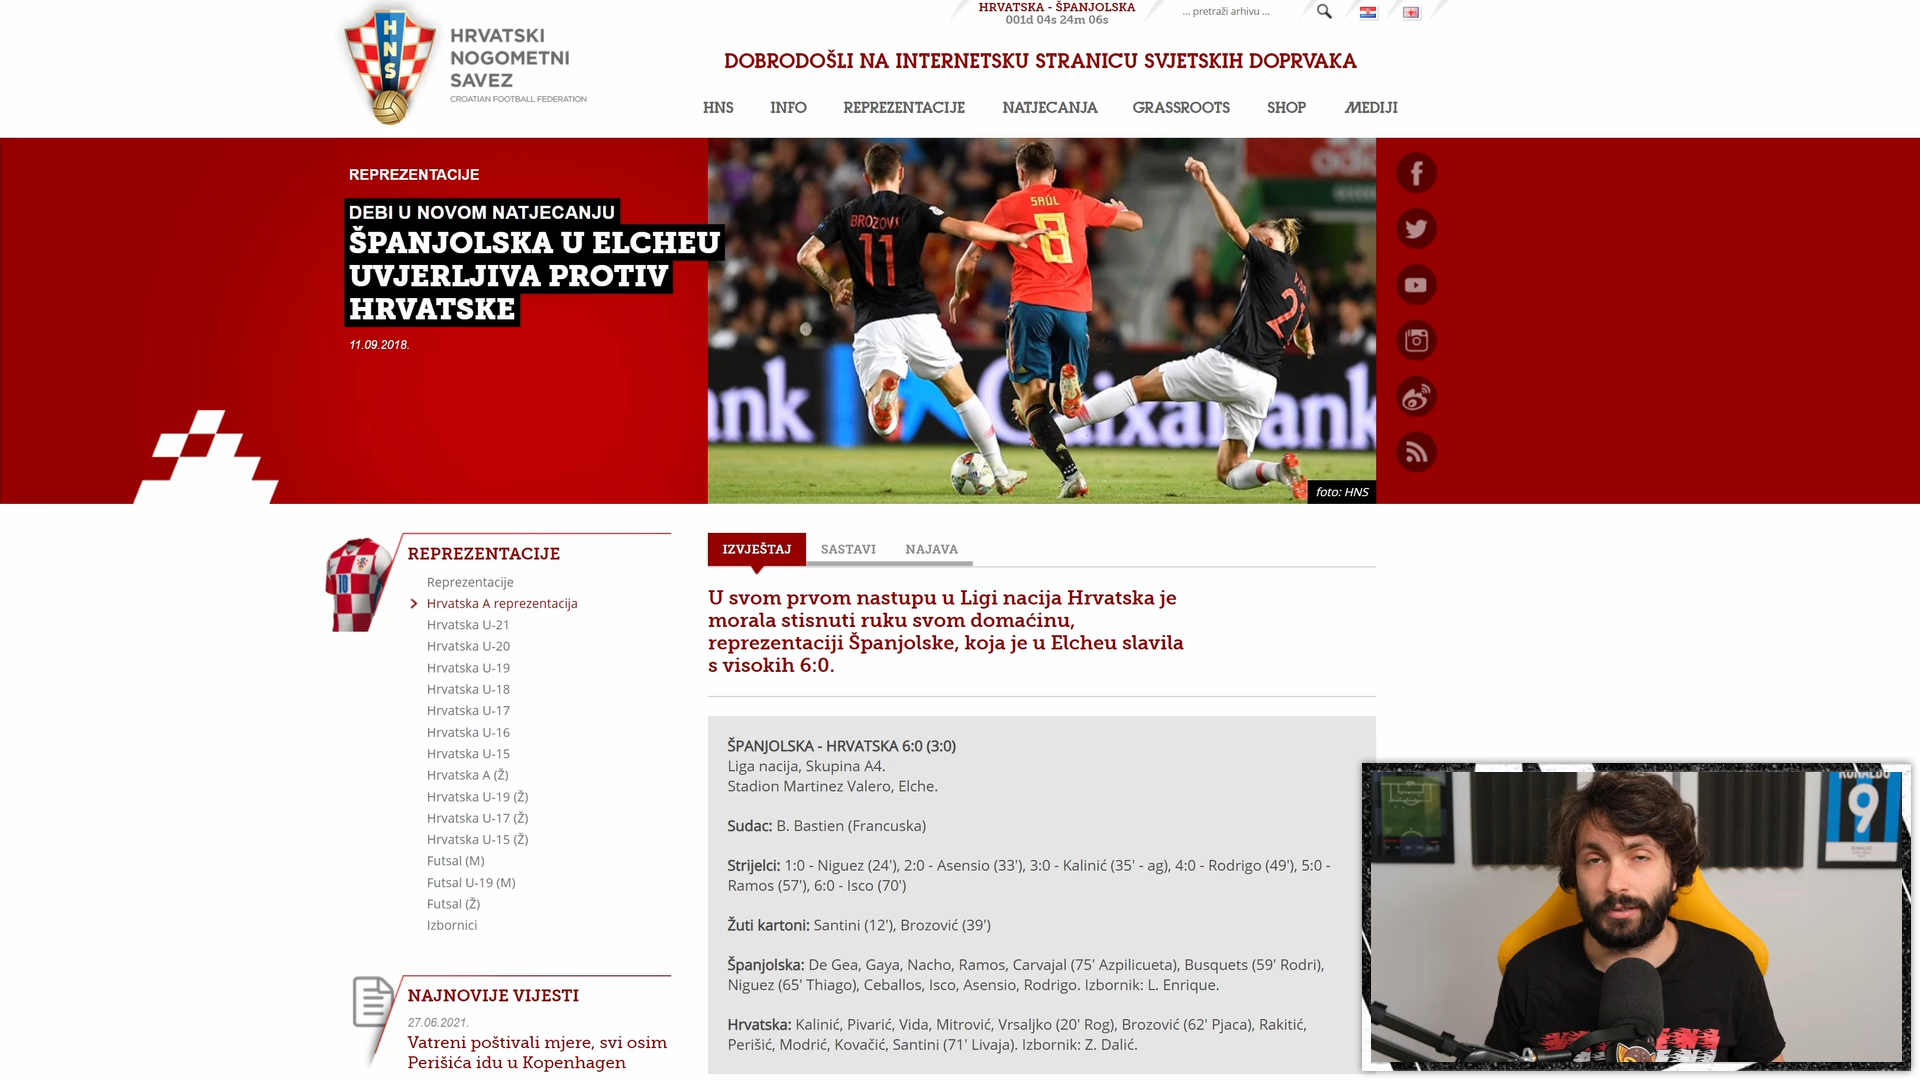 HRVATSKI
NOGOMETNI
SAVEZ
CROATIAN FOOTBALL FEDERATION
HRVATSKA - ŠPANJOLSKA
001d 04s 24m 06s
... pretraži arhivu ...
DOBRODOŠLI NA INTERNETSKU STRANICU SVJETSKIH DOPRVAKA
HNS INFO REPREZENTACIJE NATJECANJA GRASSROOTS SHOP MEDIJI
REPREZENTACIJE
DEBI U NOVOM NATJECANJU
ŠPANJOLSKA U ELCHEU
UVJERLJIVA PROTIV
HRVATSKE
11.09.2018.
BROZOVI
11
SAÚL
8
VIDA
2
ank
CaixaBank
foto: HNS
REPREZENTACIJE
Reprezentacije
Hrvatska A reprezentacija
Hrvatska U-21
Hrvatska U-20
Hrvatska U-19
Hrvatska U-18
Hrvatska U-17
Hrvatska U-16
Hrvatska U-15
Hrvatska A (Ž)
Hrvatska U-19 (Ž)
Hrvatska U-17 (Ž)
Hrvatska U-15 (Ž)
Futsal (M)
Futsal U-19 (M)
Futsal (Ž)
Izbornici
NAJNOVIJE VIJESTI
27.06.2021.
Vatreni poštivali mjere, svi osim
Perišića idu u Kopenhagen
IZVJEŠTAJ SASTAVI NAJAVA
U svom prvom nastupu u Ligi nacija Hrvatska je
morala stisnuti ruku svom domaćinu,
reprezentaciji Španjolske, koja je u Elcheu slavila
s visokih 6:0.
ŠPANJOLSKA - HRVATSKA 6:0 (3:0)
Liga nacija, Skupina A4.
Stadion Martinez Valero, Elche.
Sudac: B. Bastien (Francuska)
Strijelci: 1:0 - Niguez (24'), 2:0 - Asensio (33'), 3:0 - Kalinić (35' - ag), 4:0 - Rodrigo (49'), 5:0 -
Ramos (57'), 6:0 - Isco (70')
Žuti kartoni: Santini (12'), Brozović (39')
Španjolska: De Gea, Gaya, Nacho, Ramos, Carvajal (75' Azpilicueta), Busquets (59' Rodri),
Niguez (65' Thiago), Ceballos, Isco, Asensio, Rodrigo. Izbornik: L. Enrique.
Hrvatska: Kalinić, Pivarić, Vida, Mitrović, Vrsaljko (20' Rog), Brozović (62' Pjaca), Rakitić,
Perišić, Modrić, Kovačić, Santini (71' Livaja). Izbornik: Z. Dalić.
RONALDO
9